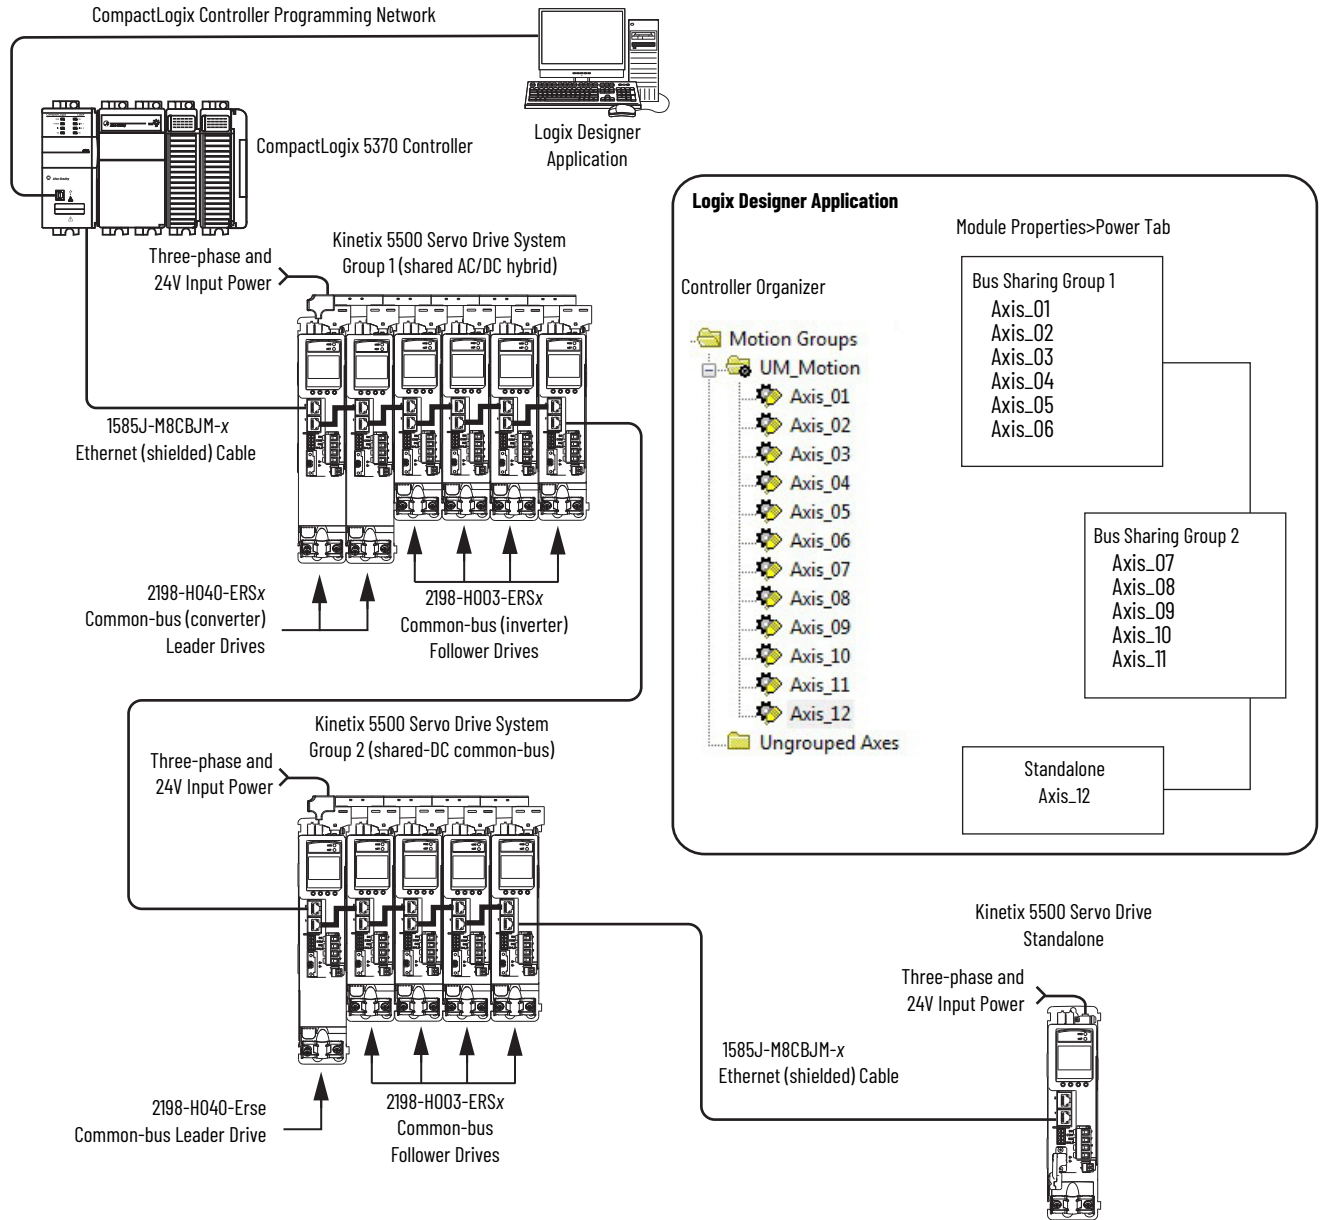 CompactLogix Controller Programming Network
Logix Designer
Application
CompactLogix 5370 Controller
Three-phase and
24V Input Power
Kinetix 5500 Servo Drive System
Group 1 (shared AC/DC hybrid)
1585J-M8CBJM-x
Ethernet (shielded) Cable
2198-H040-ERSx
Common-bus (converter)
Leader Drives
2198-H003-ERSx
Common-bus (inverter)
Follower Drives
Logix Designer Application
Module Properties>Power Tab
Controller Organizer
Motion Groups
UM_Motion
Axis_01
Axis_02
Axis_03
Axis_04
Axis_05
Axis_06
Axis_07
Axis_08
Axis_09
Axis_10
Axis_11
Axis_12
Ungrouped Axes
Bus Sharing Group 1
Axis_01
Axis_02
Axis_03
Axis_04
Axis_05
Axis_06
Bus Sharing Group 2
Axis_07
Axis_08
Axis_09
Axis_10
Axis_11
Standalone
Axis_12
Kinetix 5500 Servo Drive System
Group 2 (shared-DC common-bus)
Three-phase and
24V Input Power
2198-H040-Erse
Common-bus Leader Drive
2198-H003-ERSx
Common-bus
Follower Drives
Kinetix 5500 Servo Drive
Standalone
Three-phase and
24V Input Power
1585J-M8CBJM-x
Ethernet (shielded) Cable